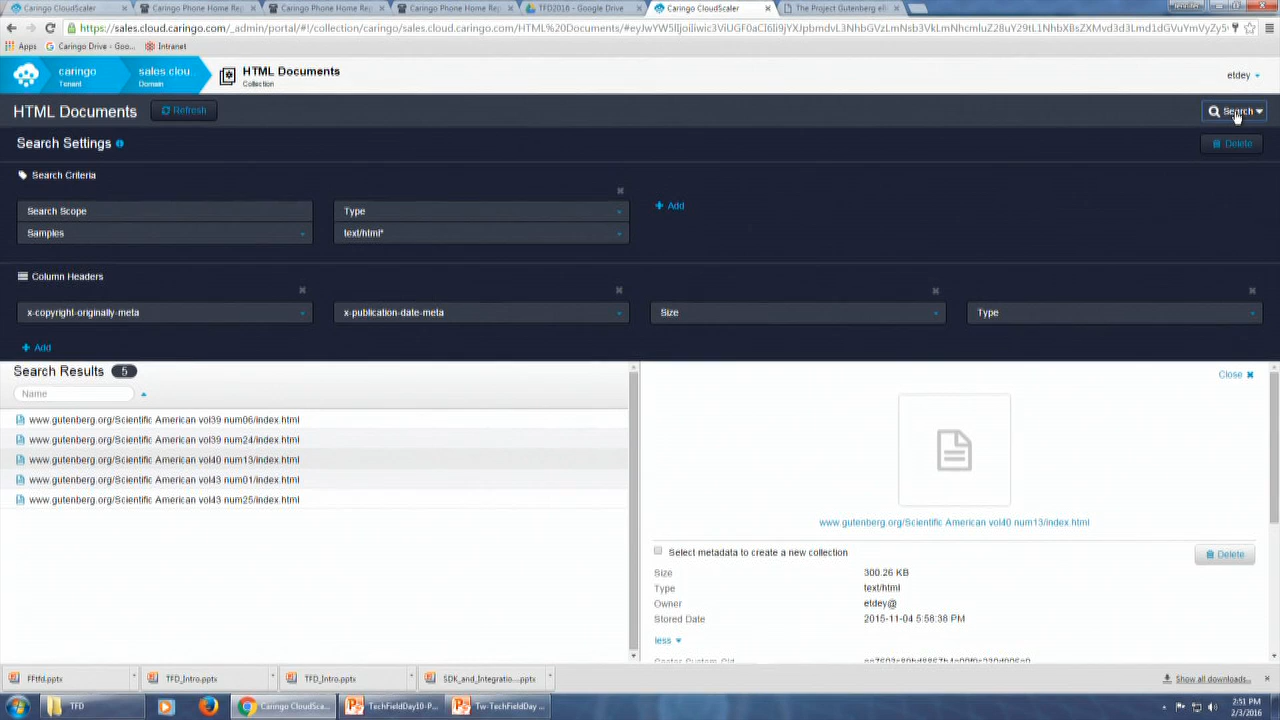 Caringo CloudScaler
Caringo Phone Home Rep
Caringo Phone Home Rep
Caringo Phone Home Rep
TFD2016 - Google Drive
Caringo CloudScaler
The Project Gutenberg eB
Jennifer
Apps
Caringo Drive - Goo...
Intranet
caringo
Tenant
sales.clou...
Domain
HTML Documents
Collection
etdey
HTML Documents
Refresh
Search
Search Settings
Delete
Search Criteria
Search Scope
Type
Add
Samples
text/html*
Column Headers
x-copyright-originally-meta
x-publication-date-meta
Size
Type
Add
Search Results 5
Name
www.gutenberg.org/Scientific American vol39 num06/index.html
www.gutenberg.org/Scientific American vol39 num24/index.html
www.gutenberg.org/Scientific American vol40 num13/index.html
www.gutenberg.org/Scientific American vol43 num01/index.html
www.gutenberg.org/Scientific American vol43 num25/index.html
Close
www.gutenberg.org/Scientific American vol40 num13/index.html
Select metadata to create a new collection
Delete
Size 300.26 KB
Type text/html
Owner etdey@
Stored Date 2015-11-04 5:58:38 PM
less
FFtfd.pptx
TFD_Intro.pptx
TFD_Intro.pptx
SDK_and_Integratio...pptx
Show all downloads...
TFD
Caringo CloudSca...
TechFieldDay10-P...
Tw-TechFieldDay ...
2:51 PM
2/3/2016